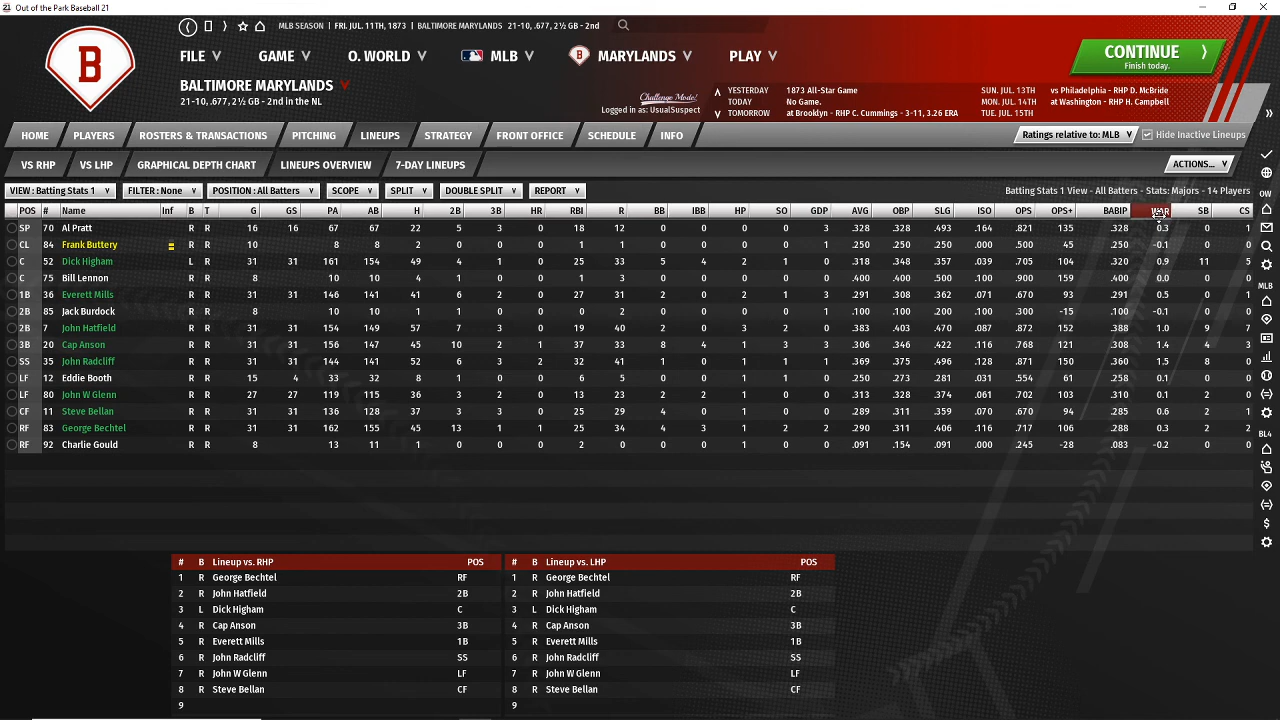 Out of the Park Baseball 21
MLB SEASON | FRI. JUL. 11TH, 1873 | BALTIMORE MARYLANDS 21-10, .677, 2½ GB - 2nd
B
FILE GAME O. WORLD MLB MARYLANDS PLAY
CONTINUE
Finish today.
BALTIMORE MARYLANDS
21-10, .677, 2½ GB - 2nd in the NL
Challenge Mode!
Logged in as: YusualSuspect
YESTERDAY 1873 All-Star Game
TODAY No Game.
TOMORROW at Brooklyn - RHP C. Cummings - 3-11, 3.26 ERA
SUN. JUL. 13TH vs Philadelphia - RHP D. McBride
MON. JUL. 14TH at Washington - RHP H. Campbell
TUE. JUL. 15TH
HOME PLAYERS ROSTERS & TRANSACTIONS PITCHING LINEUPS STRATEGY FRONT OFFICE SCHEDULE INFO
Ratings relative to: MLB Hide Inactive Lineups
VS RHP VS LHP GRAPHICAL DEPTH CHART LINEUPS OVERVIEW 7-DAY LINEUPS
ACTIONS...
VIEW : Batting Stats 1 FILTER : None POSITION : All Batters SCOPE SPLIT DOUBLE SPLIT REPORT
Batting Stats 1 View - All Batters - Stats: Majors - 14 Players
POS # Name Inf B T G GS PA AB H 2B 3B HR RBI R BB IBB HP SO GDP AVG OBP SLG ISO OPS OPS+ BABIP WAR SB CS
SP 70 Al Pratt R R 16 16 67 67 22 5 3 0 18 12 0 0 0 0 3 .328 .328 .493 .164 .821 135 .328 0.3 0 1
CL 84 Frank Buttery R R 10 0 8 8 2 0 0 0 1 1 0 0 0 0 0 .250 .250 .250 .000 .500 45 .250 -0.1 0 0
C 52 Dick Higham L R 31 31 161 154 49 4 1 0 25 33 5 4 2 1 0 .318 .348 .357 .039 .705 104 .320 0.9 11 5
C 75 Bill Lennon R R 8 0 10 10 4 1 0 0 1 3 0 0 0 0 0 .400 .400 .500 .100 .900 159 .400 0.0 0 0
1B 36 Everett Mills R R 31 31 146 141 41 6 2 0 27 31 2 0 2 1 3 .291 .308 .362 .071 .670 93 .291 0.5 0 1
2B 85 Jack Burdock R R 8 0 10 10 1 1 0 0 0 0 0 0 0 0 1 .100 .100 .200 .100 .300 -15 .100 -0.1 0 0
2B 7 John Hatfield R R 31 31 154 149 57 7 3 0 19 40 2 0 3 2 0 .383 .403 .470 .087 .872 152 .388 1.0 9 7
3B 20 Cap Anson R R 31 31 156 147 45 10 2 1 37 33 8 4 1 0 4 .306 .346 .422 .116 .768 121 .308 1.4 4 3
SS 35 John Radcliff R R 31 31 144 141 52 6 3 2 32 41 1 0 1 1 0 .369 .375 .496 .128 .871 150 .360 1.5 8 0
LF 12 Eddie Booth R R 15 4 33 32 8 1 0 0 6 5 0 0 1 1 0 .250 .273 .281 .031 .554 61 .258 0.1 0 0
LF 80 John W Glenn R R 27 27 119 115 36 3 2 0 13 23 2 2 0 0 1 .313 .328 .374 .061 .702 103 .310 0.1 2 0
CF 11 Steve Bellan R R 31 31 136 128 37 3 3 0 25 29 4 0 0 0 1 .289 .311 .359 .070 .670 94 .285 0.6 2 1
RF 83 George Bechtel R R 31 31 162 155 45 13 1 1 25 34 4 3 1 2 2 .290 .311 .406 .116 .717 106 .288 0.3 2 2
RF 92 Charlie Gould R R 8 13 11 1 0 0 0 2 0 1 0 0 0 0 .091 .154 .091 .000 .245 -28 .083 -0.2 0 0
# B Lineup vs. RHP POS
1 R George Bechtel RF
2 R John Hatfield 2B
3 L Dick Higham C
4 R Cap Anson 3B
5 R Everett Mills 1B
6 R John Radcliff SS
7 R John W Glenn LF
8 R Steve Bellan CF
9
# B Lineup vs. LHP POS
1 R George Bechtel RF
2 R John Hatfield 2B
3 L Dick Higham C
4 R Cap Anson 3B
5 R Everett Mills 1B
6 R John Radcliff SS
7 R John W Glenn LF
8 R Steve Bellan CF
9
OW
MLB
BL4